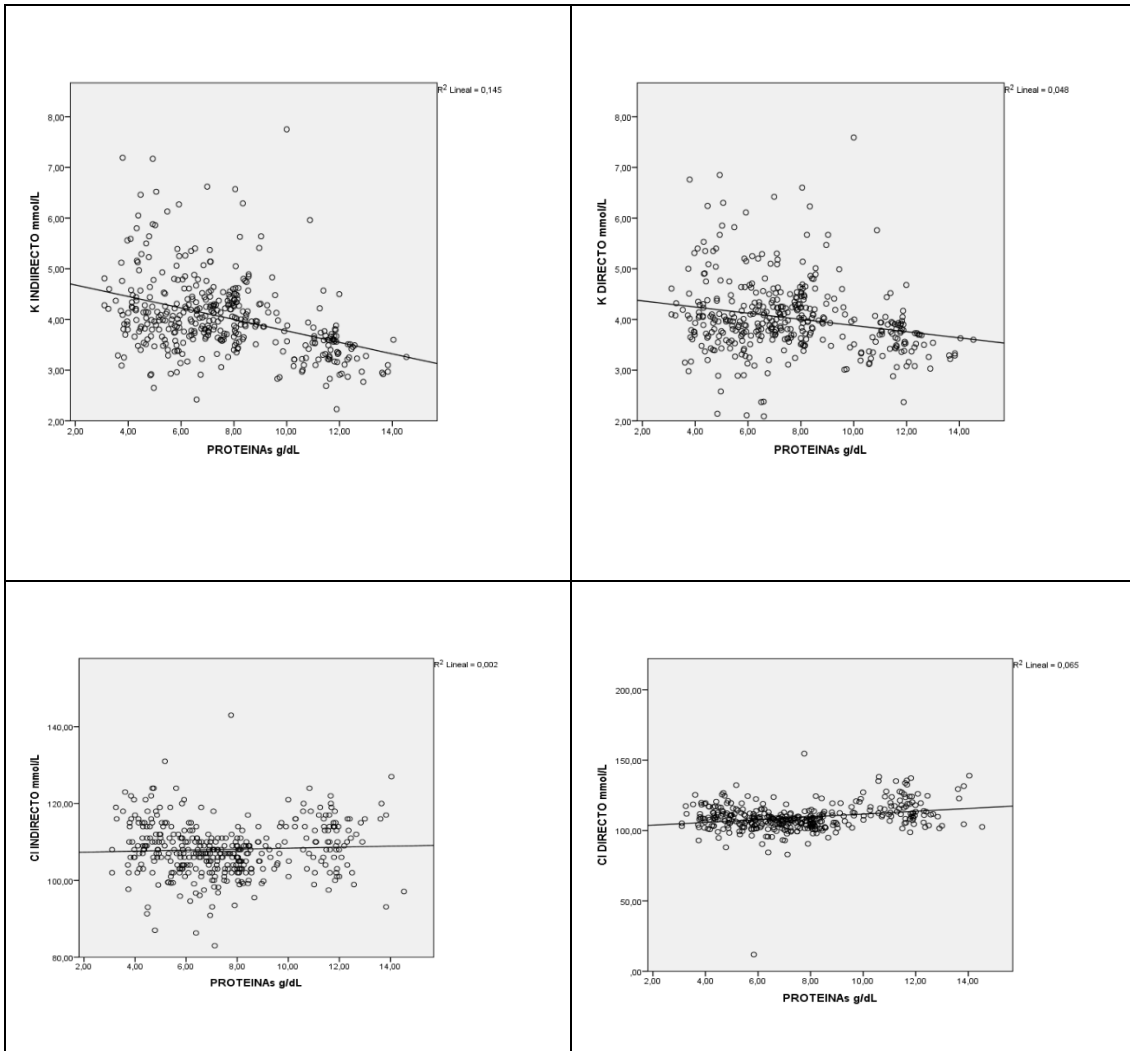 R² Lineal = 0,145
8,00
7,00
6,00
5,00
4,00
3,00
2,00
K INDIIRECTO mmol/L
2,00 4,00 6,00 8,00 10,00 12,00 14,00
PROTEINAs g/dL
R² Lineal = 0,048
8,00
7,00
6,00
5,00
4,00
3,00
2,00
K DIRECTO mmol/L
2,00 4,00 6,00 8,00 10,00 12,00 14,00
PROTEINAs g/dL
R² Lineal = 0,002
140,00
120,00
100,00
80,00
Cl INDIRECTO mmol/L
2,00 4,00 6,00 8,00 10,00 12,00 14,00
PROTEINAs g/dL
R² Lineal = 0,065
200,00
150,00
100,00
50,00
,00
Cl DIRECTO mmol/L
2,00 4,00 6,00 8,00 10,00 12,00 14,00
PROTEINAs g/dL